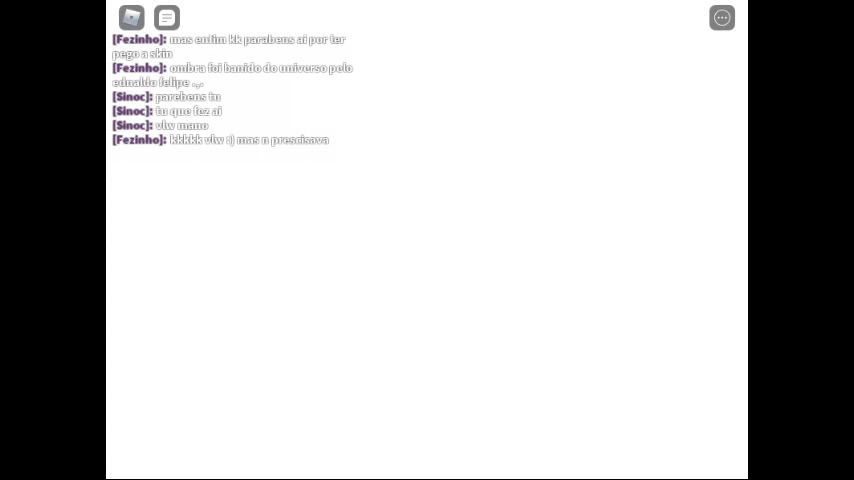 [Fezinho]: mas enfim kk parabens ai por ter
pego a skin
[Fezinho]: ombra foi banido do universo pelo
ednaldo felipe .,.
[Sinoc]: parebens tu
[Sinoc]: tu que fez ai
[Sinoc]: vlw mano
[Fezinho]: kkkkk vlw :) mas n prescisava